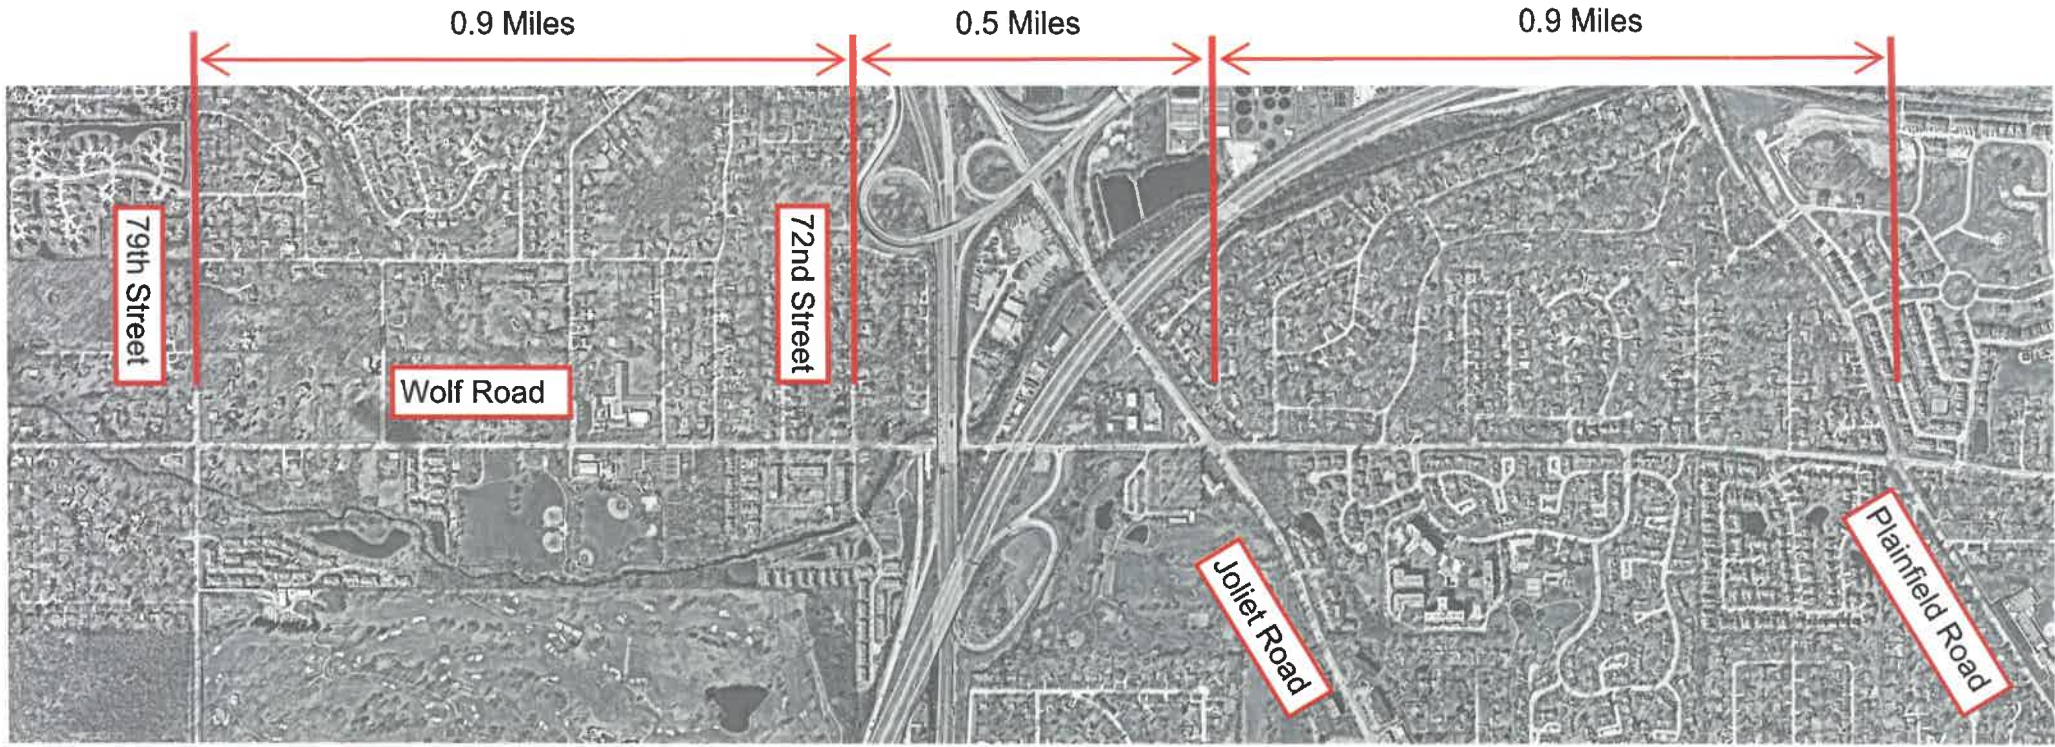 0.9 Miles
0.5 Miles
0.9 Miles
79th Street
72nd Street
Wolf Road
Joliet Road
Plainfield Road